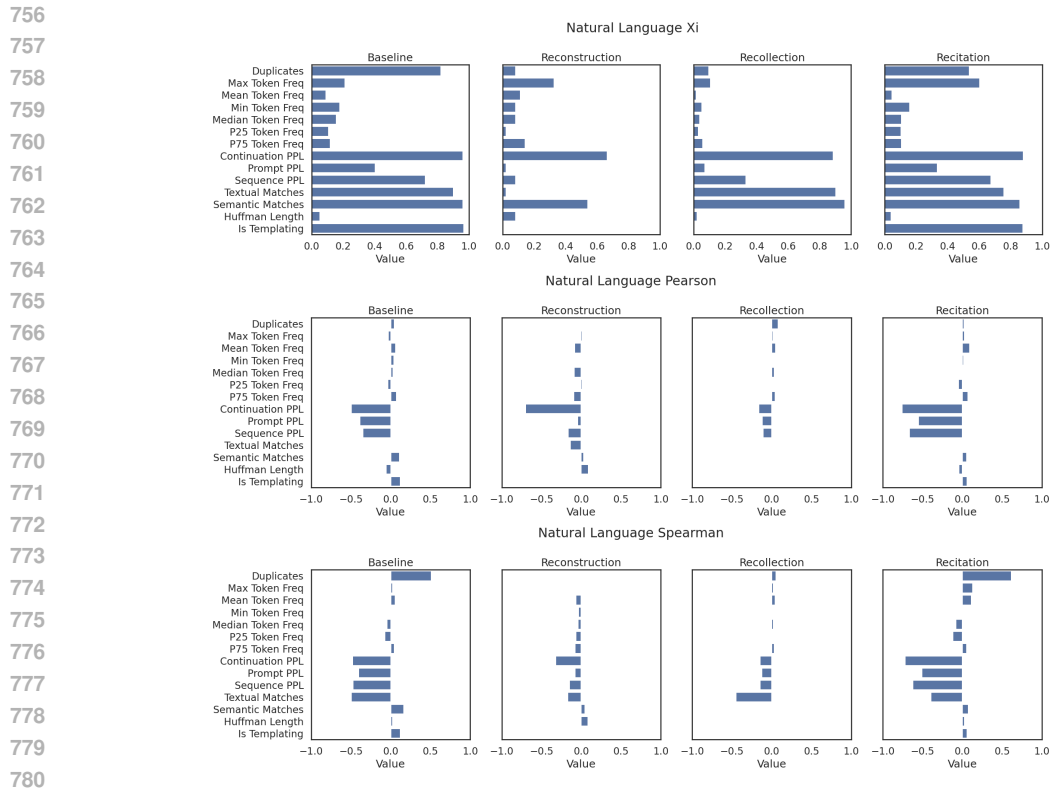 756
757
758
759
760
761
762
763
764
765
766
767
768
769
770
771
772
773
774
775
776
777
778
779
780
Natural Language Xi
Baseline
Reconstruction
Recollection
Recitation
Duplicates
Max Token Freq
Mean Token Freq
Min Token Freq
Median Token Freq
P25 Token Freq
P75 Token Freq
Continuation PPL
Prompt PPL
Sequence PPL
Textual Matches
Semantic Matches
Huffman Length
Is Templating
0.0 0.2 0.4 0.6 0.8 1.0
0.0 0.2 0.4 0.6 0.8 1.0
0.0 0.2 0.4 0.6 0.8 1.0
0.0 0.2 0.4 0.6 0.8 1.0
Value
Value
Value
Value
Natural Language Pearson
Baseline
Reconstruction
Recollection
Recitation
Duplicates
Max Token Freq
Mean Token Freq
Min Token Freq
Median Token Freq
P25 Token Freq
P75 Token Freq
Continuation PPL
Prompt PPL
Sequence PPL
Textual Matches
Semantic Matches
Huffman Length
Is Templating
−1.0 −0.5 0.0 0.5 1.0
−1.0 −0.5 0.0 0.5 1.0
−1.0 −0.5 0.0 0.5 1.0
−1.0 −0.5 0.0 0.5 1.0
Value
Value
Value
Value
Natural Language Spearman
Baseline
Reconstruction
Recollection
Recitation
Duplicates
Max Token Freq
Mean Token Freq
Min Token Freq
Median Token Freq
P25 Token Freq
P75 Token Freq
Continuation PPL
Prompt PPL
Sequence PPL
Textual Matches
Semantic Matches
Huffman Length
Is Templating
−1.0 −0.5 0.0 0.5 1.0
−1.0 −0.5 0.0 0.5 1.0
−1.0 −0.5 0.0 0.5 1.0
−1.0 −0.5 0.0 0.5 1.0
Value
Value
Value
Value